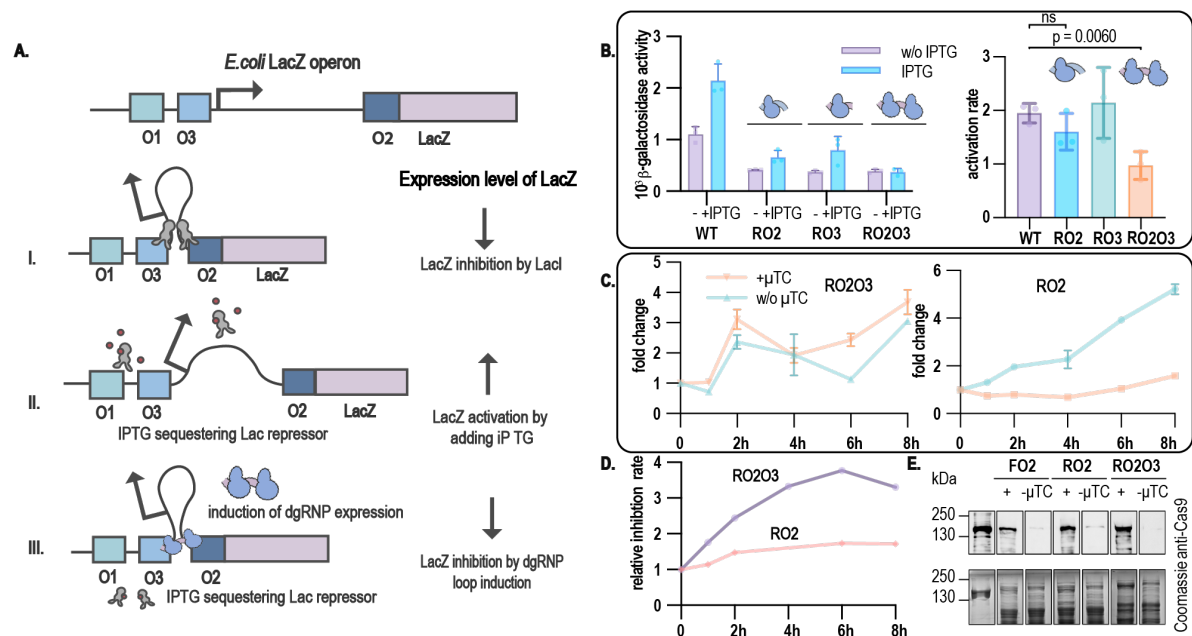 A.
E.coli LacZ operon
O1 O3 O2 LacZ
Expression level of LacZ
I.
O1 O3 O2 LacZ
LacZ inhibition by LacI
II.
O1 O3 O2 LacZ
IPTG sequestering Lac repressor
LacZ activation by
adding iP TG
III.
induction of dgRNP expression
O1 O3 O2
IPTG sequestering Lac repressor
LacZ inhibition by dgRNP
loop induction
B.
10³ β-galactosidase activity
3
2
1
0
w/o IPTG
IPTG
- +IPTG - +IPTG - +IPTG - +IPTG
WT RO2 RO3 RO2O3
activation rate
3
2
1
0
ns
p = 0.0060
WT RO2 RO3 RO2O3
C.
fold change
5
4
3
2
1
0
+µTC
w/o µTC
RO2O3
0 2h 4h 6h 8h
fold change
6
4
2
0
RO2
0 2h 4h 6h 8h
D.
relative inhibtion rate
4
3
2
1
0
RO2O3
RO2
0 2h 4h 6h 8h
E.
kDa
FO2 RO2 RO2O3
+ -µTC + -µTC + -µTC
250
130
250
130
anti-Cas9
Coomassie